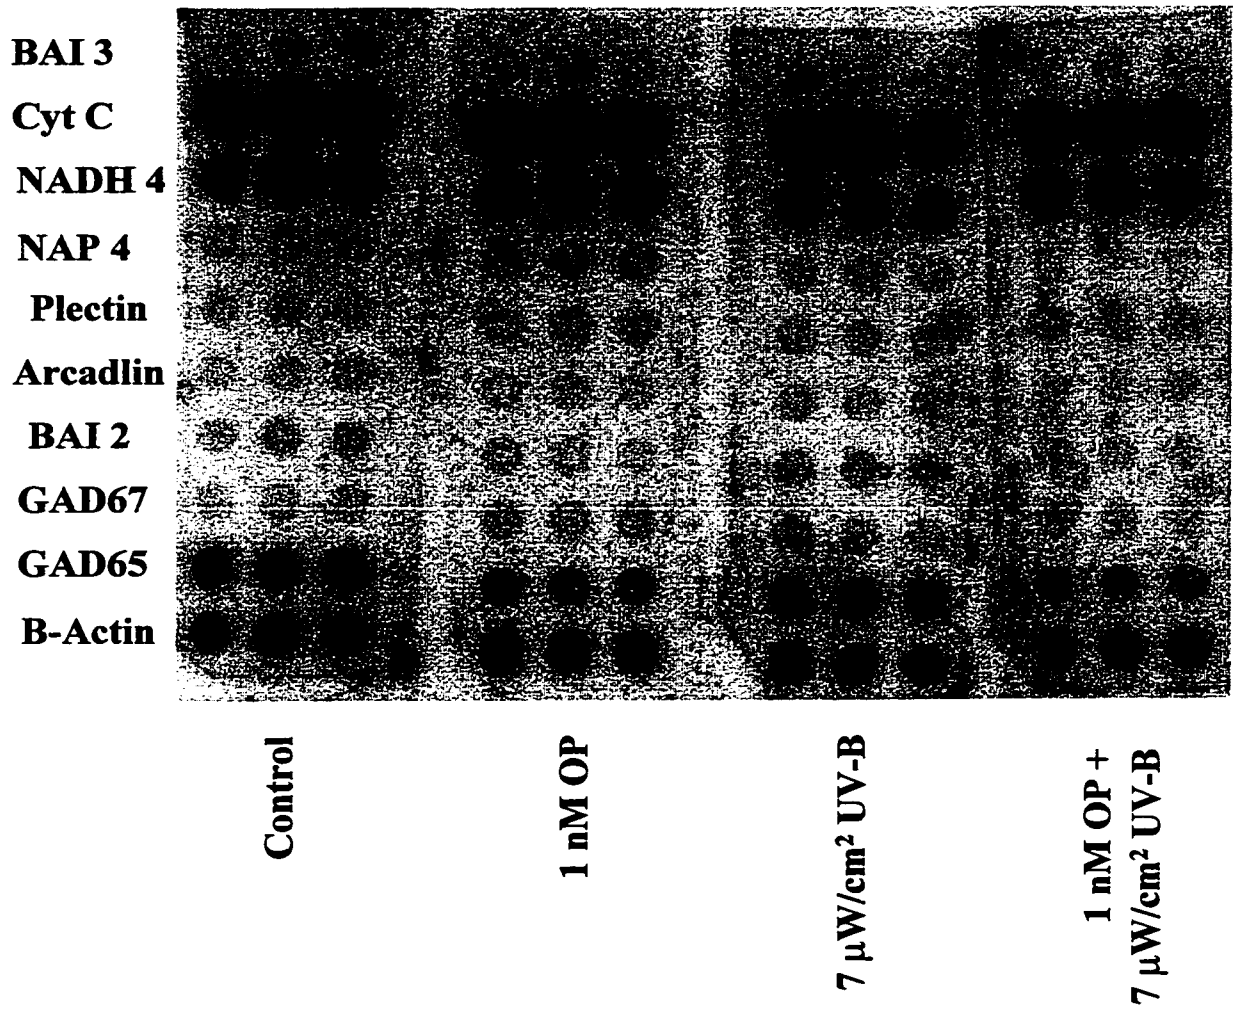 BAI 3
Cyt C
NADH 4
NAP 4
Plectin
Arcadlin
BAI 2
GAD67
GAD65
B-Actin
Control
1 nM OP
7 µW/cm² UV-B
1 nM OP +
7 µW/cm² UV-B